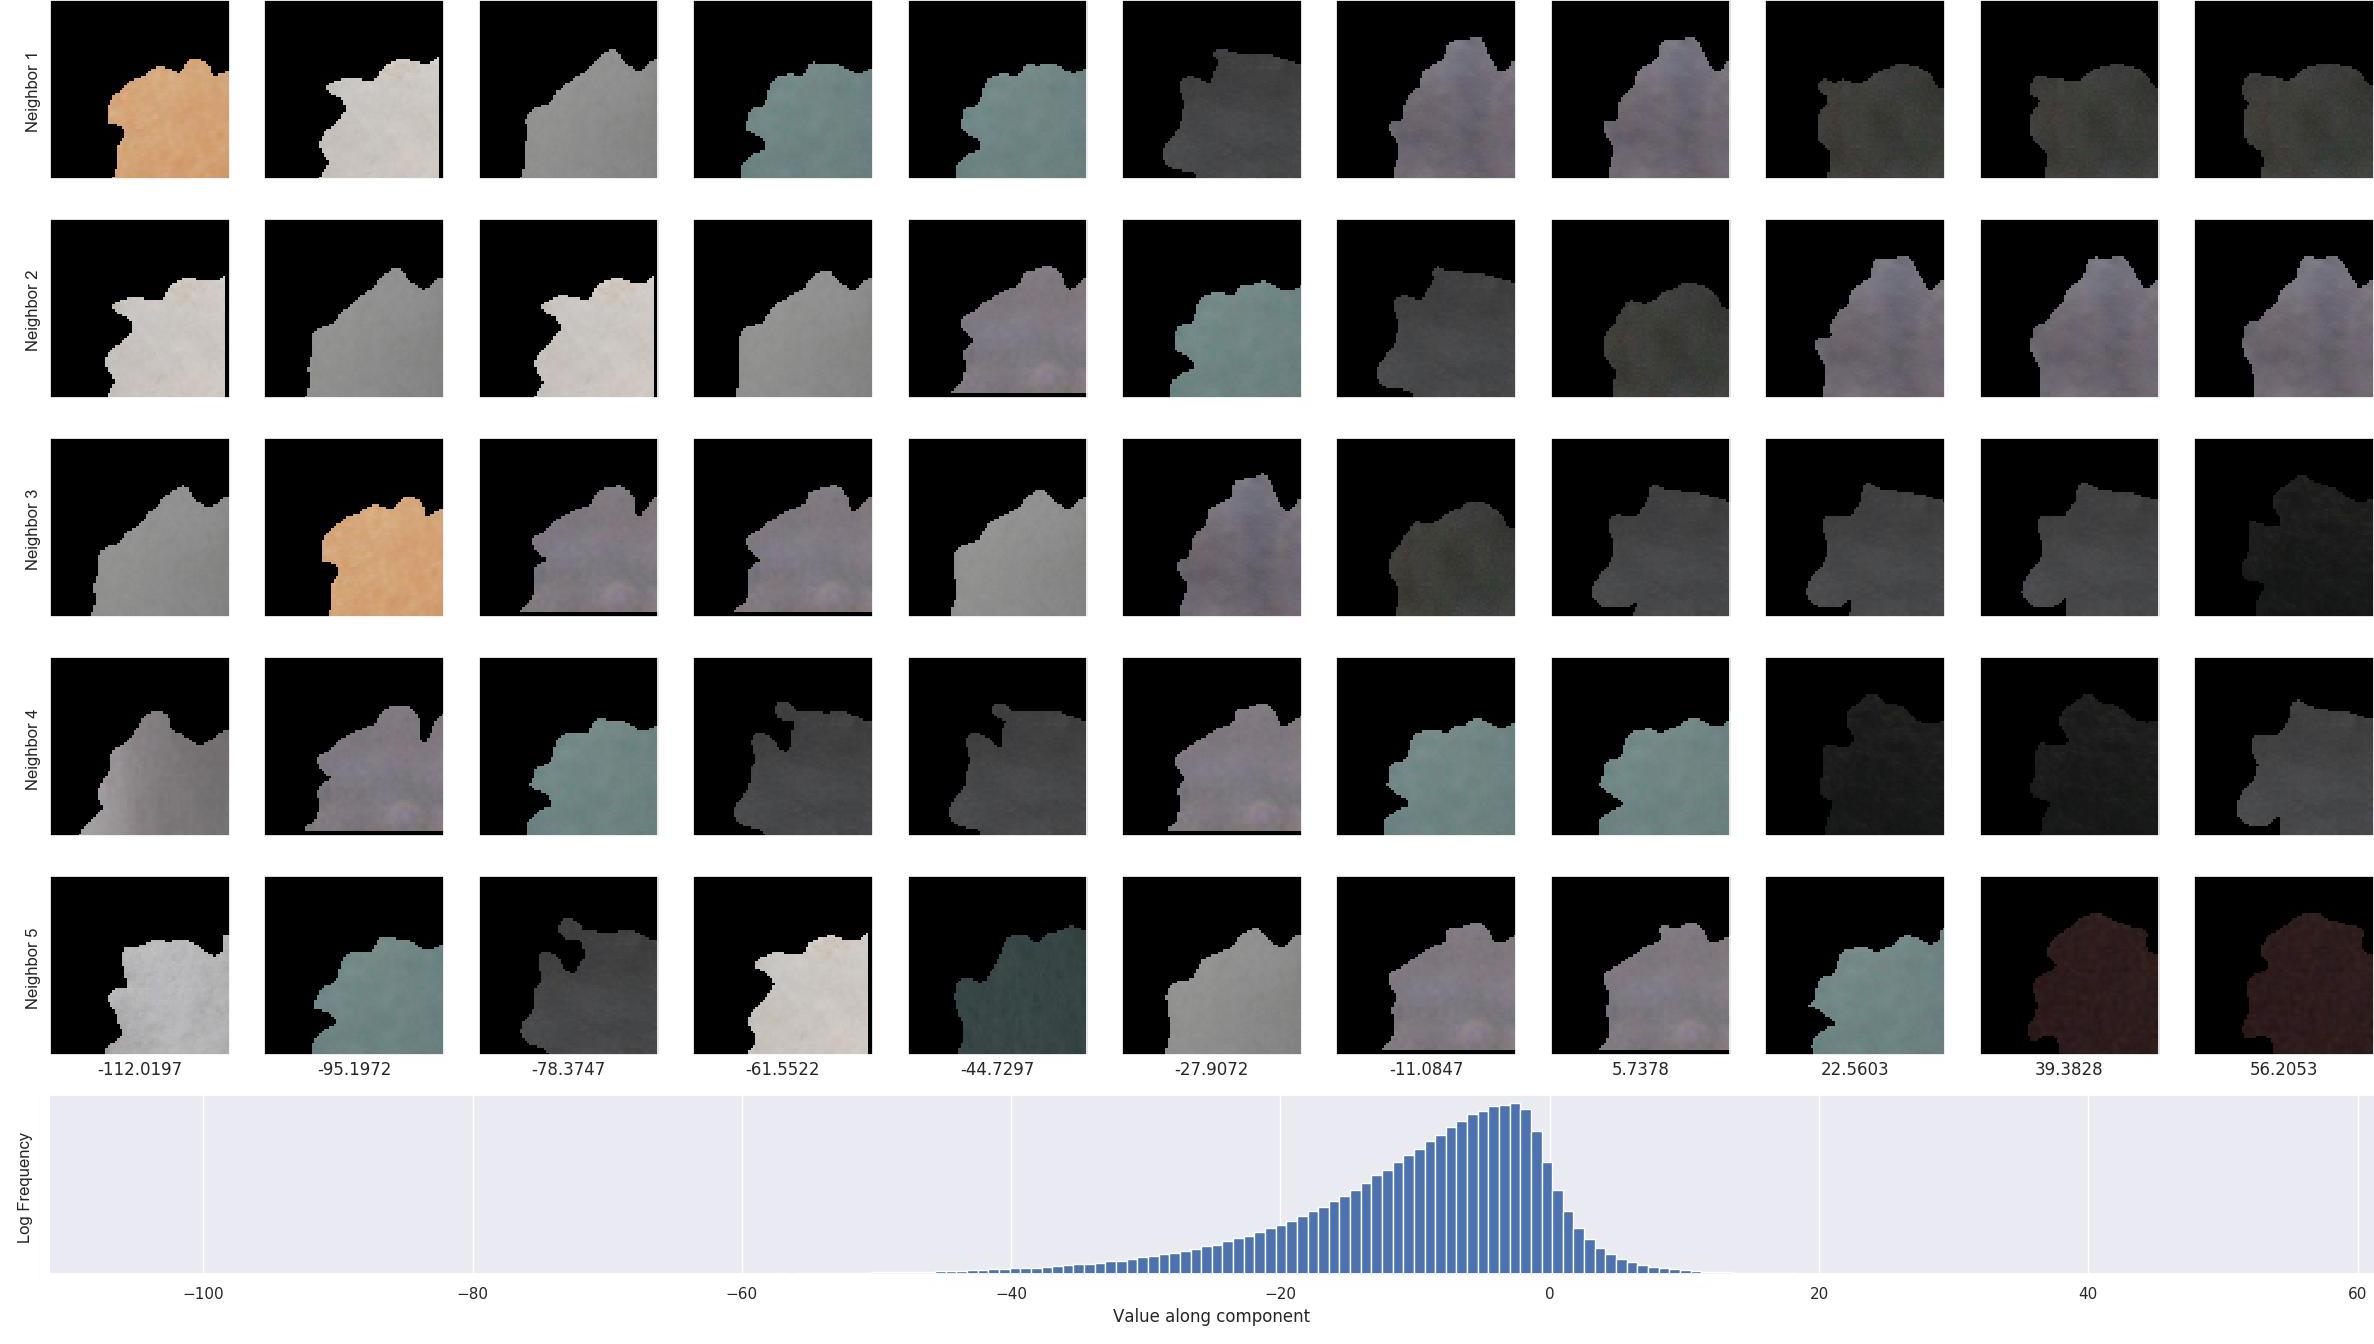 Neighbor 1
Neighbor 2
Neighbor 3
Neighbor 4
Neighbor 5
-112.0197 -95.1972 -78.3747 -61.5522 -44.7297 -27.9072 -11.0847 5.7378 22.5603 39.3828 56.2053
Log Frequency
−100 −80 −60 −40 −20 0 20 40 60
Value along component